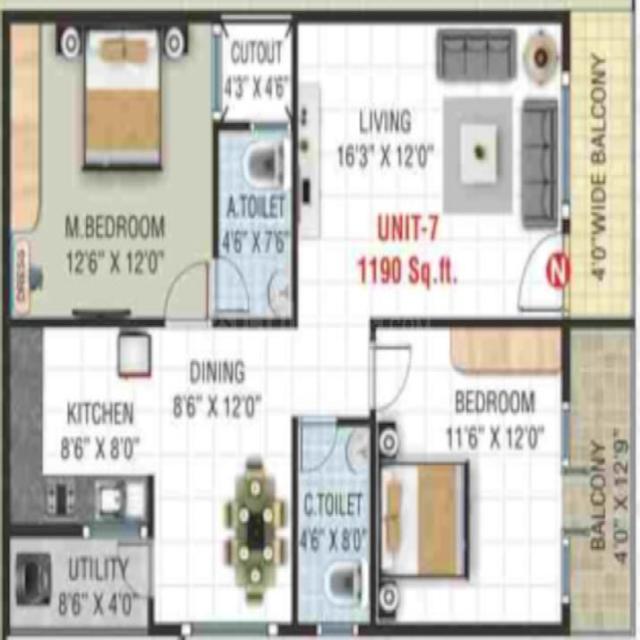 CUTOUT
4'3" X 4'6"
LIVING
16'3" X 12'0"
4'0"WIDE BALCONY
M.BEDROOM
12'6" X 12'0"
A.TOILET
4'6" X 7'6"
UNIT-7
1190 Sq.ft.
DRESS
N
DINING
8'6" X 12'0"
KITCHEN
8'6" X 8'0"
BEDROOM
11'6" X 12'0"
BALCONY
4'0" X 12'9"
C.TOILET
4'6" X 8'0"
UTILITY
8'6" X 4'0"